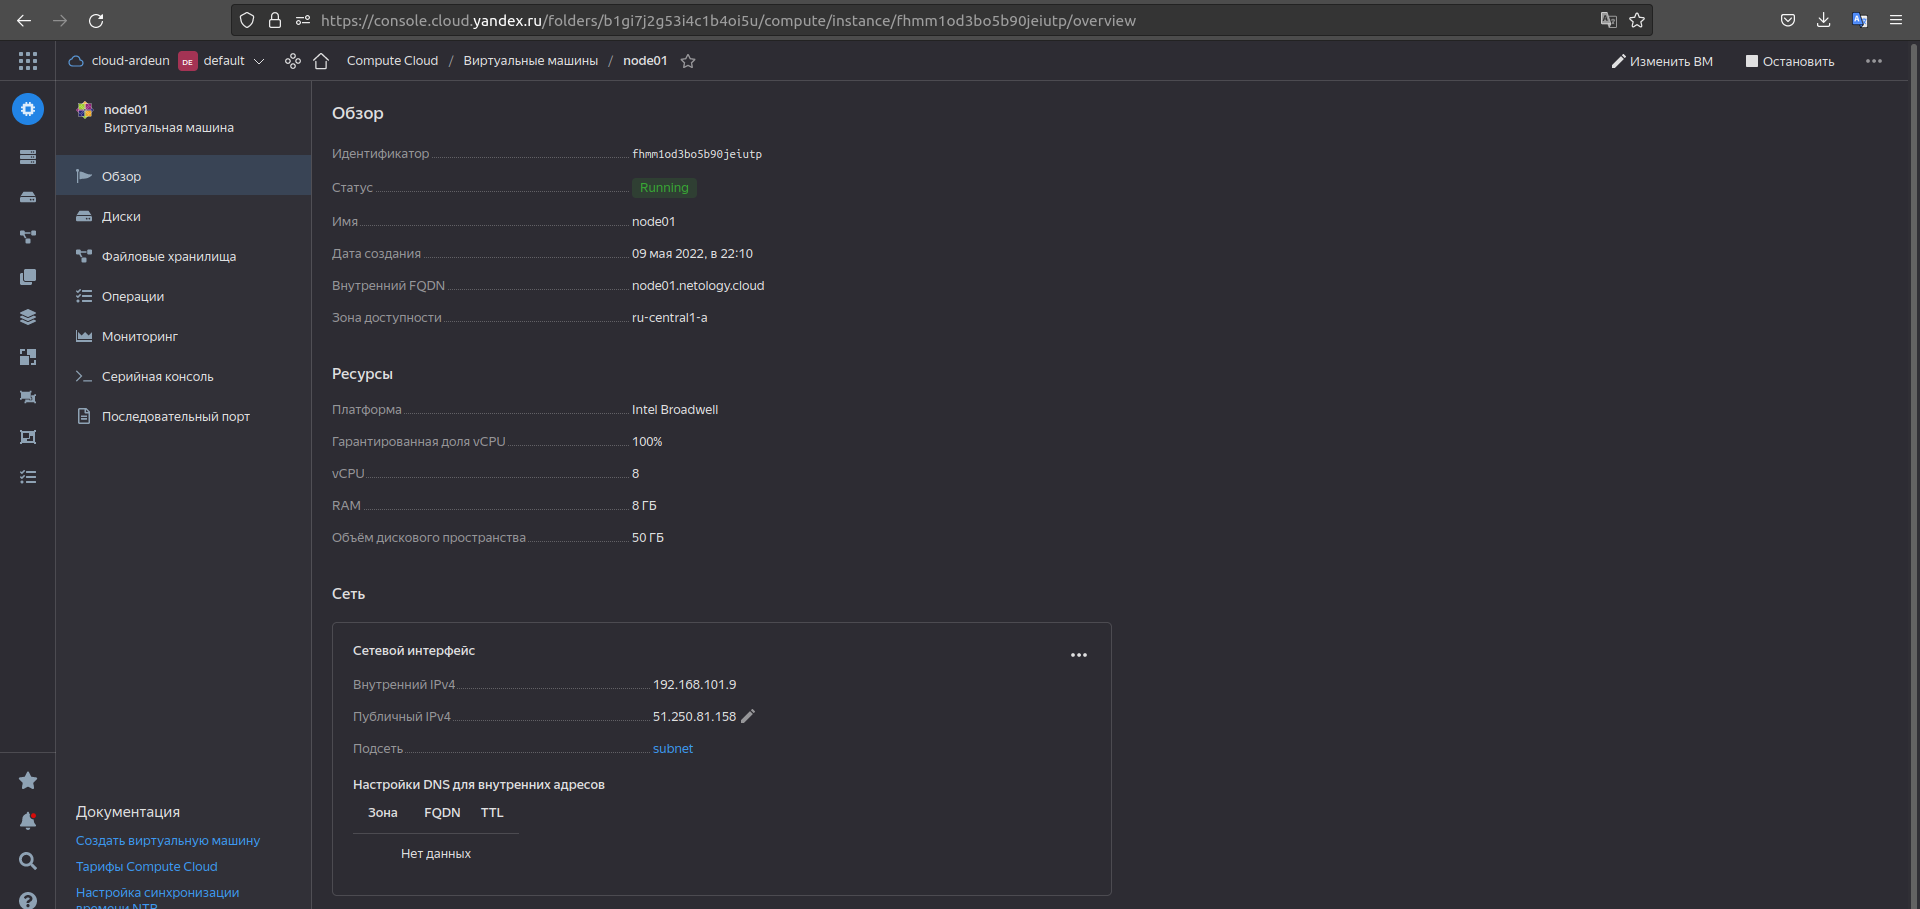 https://console.cloud.yandex.ru/folders/b1gi7j2g53i4c1b4oi5u/compute/instance/fhmm1od3bo5b90jeiutp/overview
cloud-ardeun DE default Compute Cloud / Виртуальные машины / node01 Изменить ВМ Остановить
node01
Виртуальная машина
Обзор
Диски
Файловые хранилища
Операции
Мониторинг
Серийная консоль
Последовательный порт
Документация
Создать виртуальную машину
Тарифы Compute Cloud
Настройка синхронизации
времени NTP
Обзор
Идентификатор fhmm1od3bo5b90jeiutp
Статус Running
Имя node01
Дата создания 09 мая 2022, в 22:10
Внутренний FQDN node01.netology.cloud
Зона доступности ru-central1-a
Ресурсы
Платформа Intel Broadwell
Гарантированная доля vCPU 100%
vCPU 8
RAM 8 ГБ
Объём дискового пространства 50 ГБ
Сеть
Сетевой интерфейс
Внутренний IPv4 192.168.101.9
Публичный IPv4 51.250.81.158
Подсеть subnet
Настройки DNS для внутренних адресов
Зона FQDN TTL
Нет данных